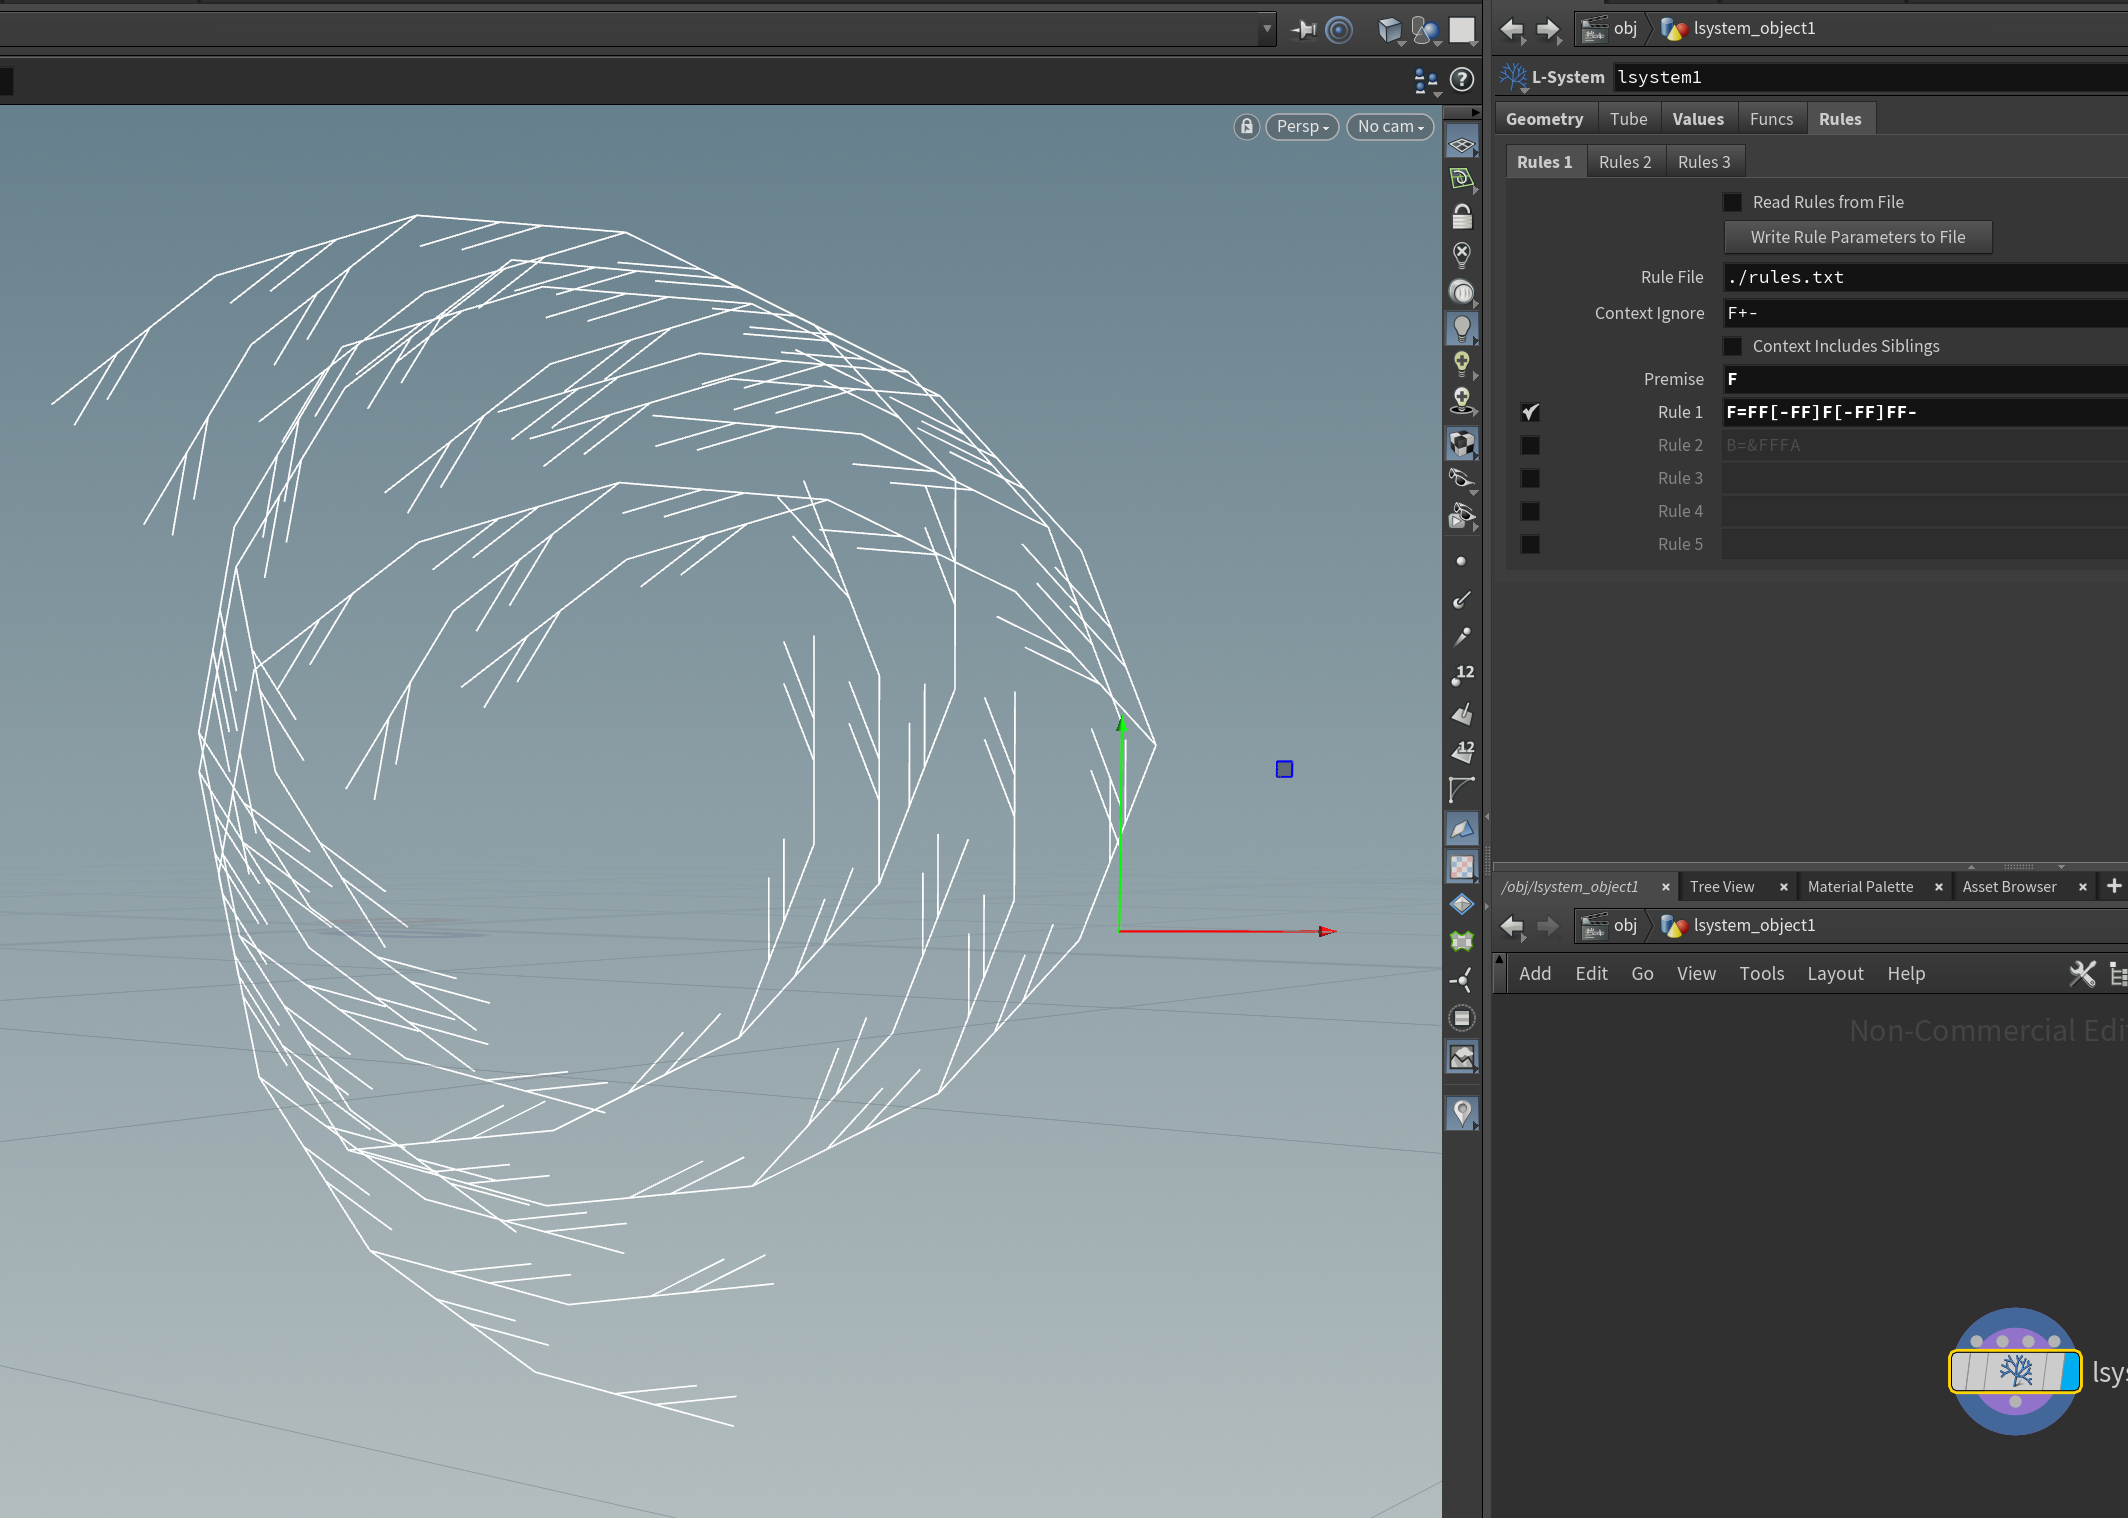 obj lsystem_object1
L-System lsystem1
Persp No cam
Geometry Tube Values Funcs Rules
Rules 1 Rules 2 Rules 3
Read Rules from File
Write Rule Parameters to File
Rule File ./rules.txt
Context Ignore F+-
Context Includes Siblings
Premise F
Rule 1 F=FF[-FF]F[-FF]FF-
Rule 2 B=&FFFA
Rule 3
Rule 4
Rule 5
12
12
/obj/lsystem_object1 Tree View Material Palette Asset Browser
obj lsystem_object1
Add Edit Go View Tools Layout Help
Non-Commercial Edi
lsy